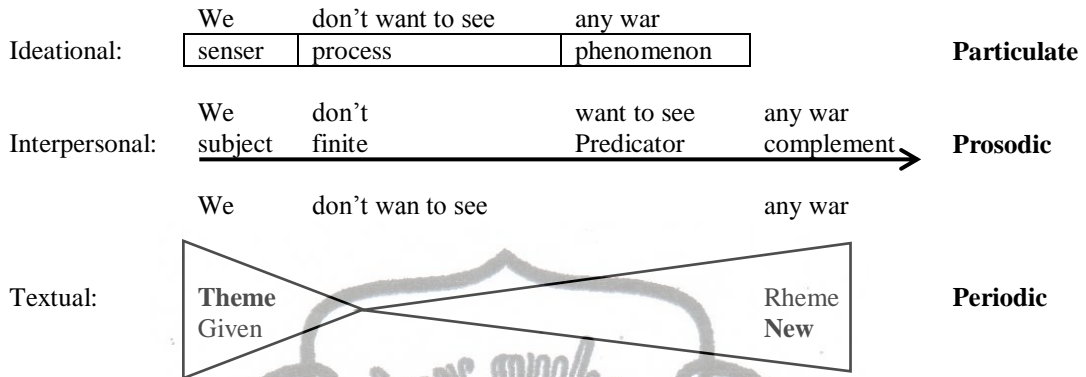 We don’t want to see any war
Ideational: senser process phenomenon Particulate
We don’t want to see any war
Interpersonal: subject finite Predicator complement Prosodic
We don’t wan to see any war
Textual: Theme Rheme Periodic
Given New